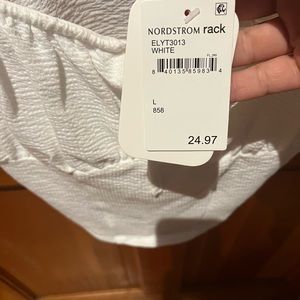 NORDSTROM rack
ELYT3013
WHITE
8 40135 85983 4
L
858
24.97